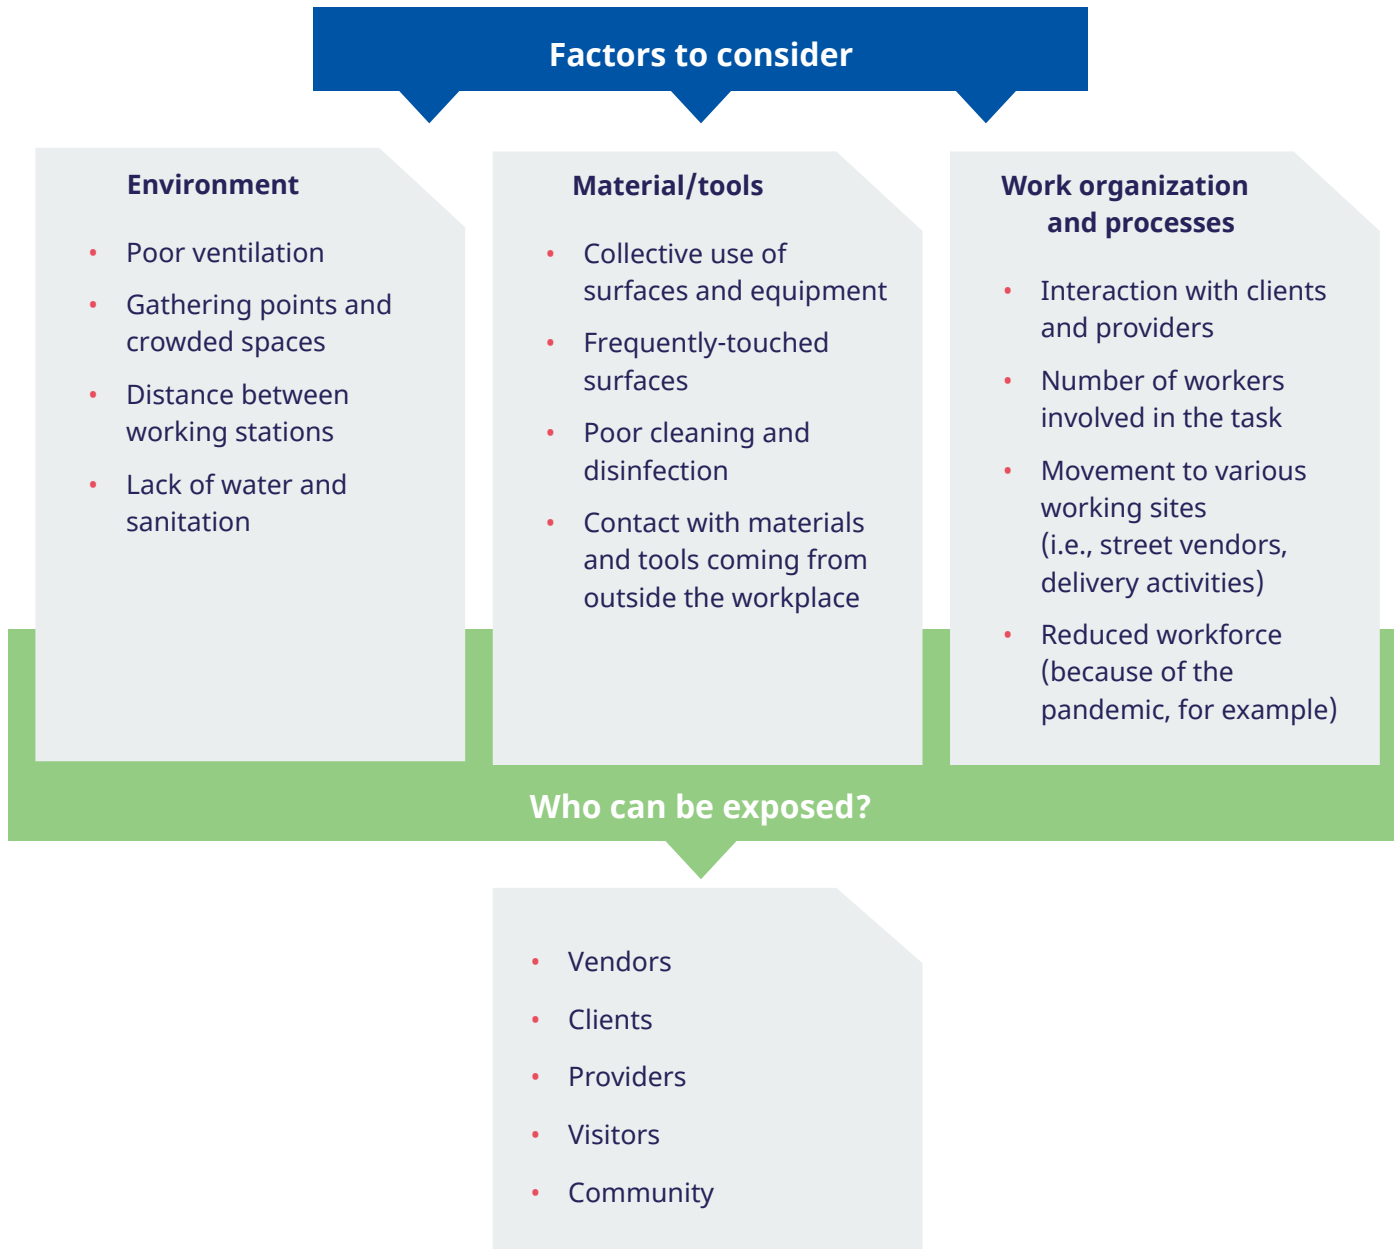 Factors to consider
Environment
• Poor ventilation
• Gathering points and
crowded spaces
• Distance between
working stations
• Lack of water and
sanitation
Material/tools
• Collective use of
surfaces and equipment
• Frequently-touched
surfaces
• Poor cleaning and
disinfection
• Contact with materials
and tools coming from
outside the workplace
Work organization
and processes
• Interaction with clients
and providers
• Number of workers
involved in the task
• Movement to various
working sites
(i.e., street vendors,
delivery activities)
• Reduced workforce
(because of the
pandemic, for example)
Who can be exposed?
• Vendors
• Clients
• Providers
• Visitors
• Community